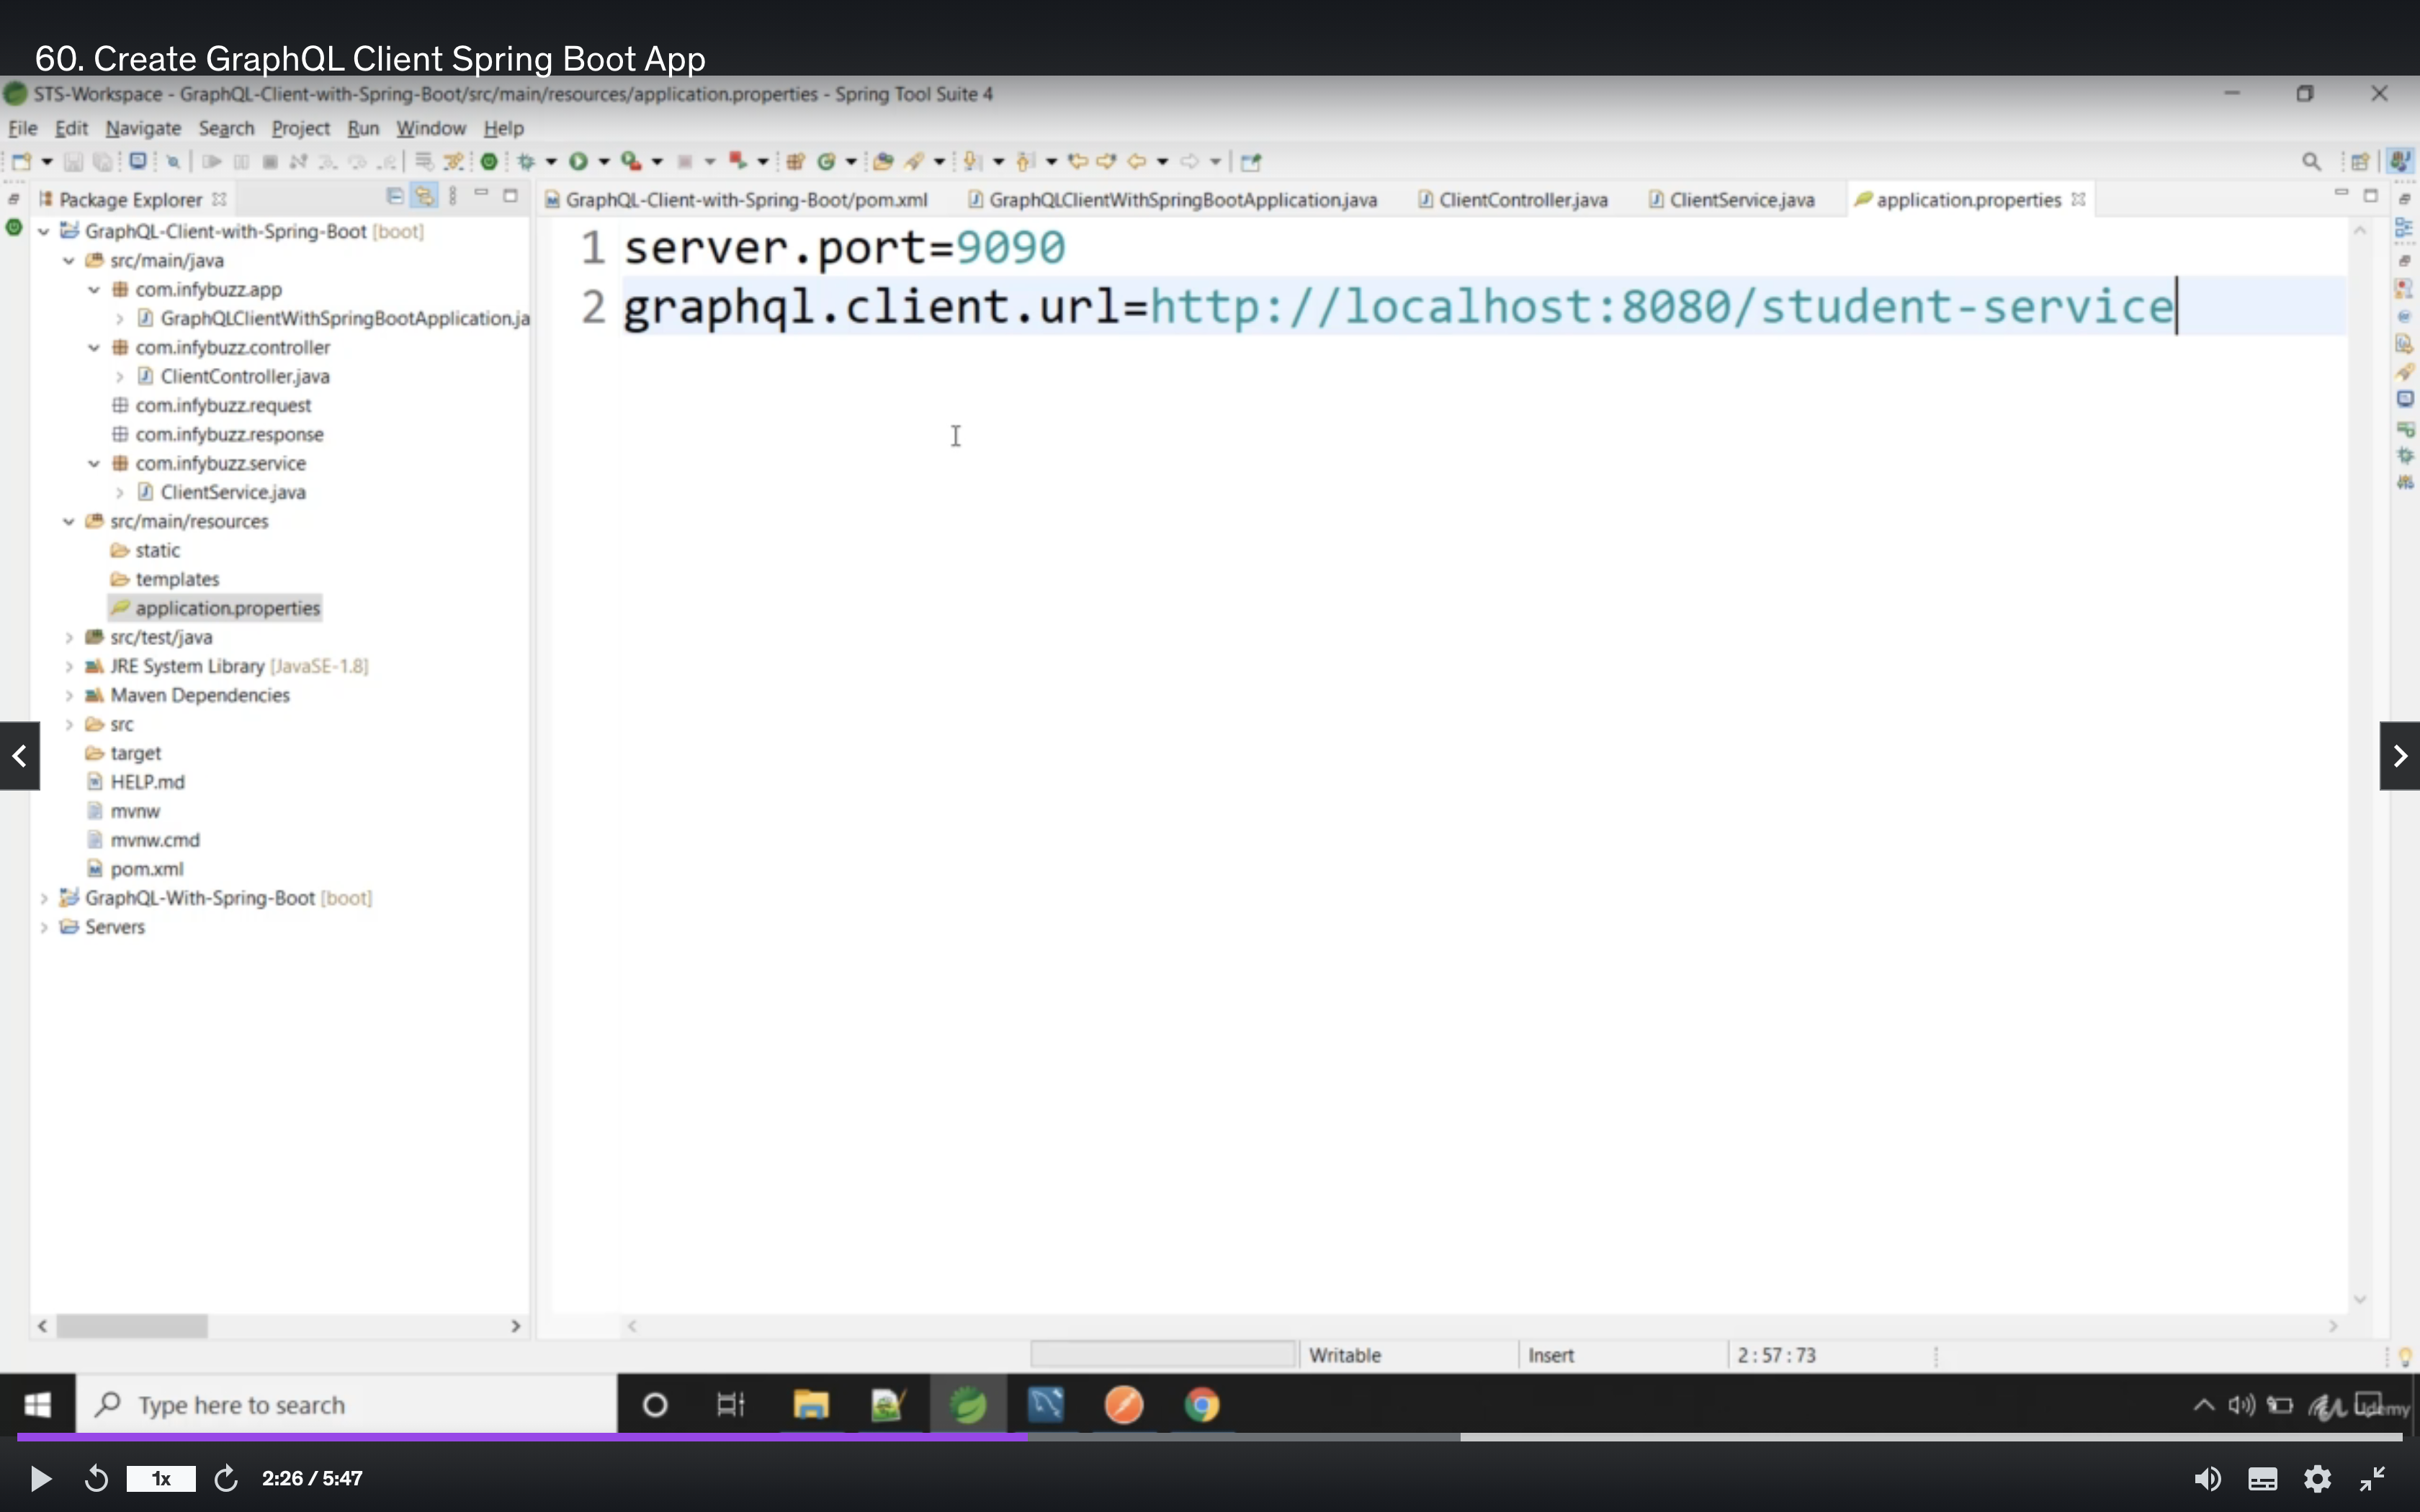 60. Create GraphQL Client Spring Boot App
STS-Workspace - GraphQL-Client-with-Spring-Boot/src/main/resources/application.properties - Spring Tool Suite 4
File Edit Navigate Search Project Run Window Help
Package Explorer
GraphQL-Client-with-Spring-Boot/pom.xml GraphQLClientWithSpringBootApplication.java ClientController.java ClientService.java application.properties
GraphQL-Client-with-Spring-Boot [boot]
src/main/java
com.infybuzz.app
GraphQLClientWithSpringBootApplication.ja
com.infybuzz.controller
ClientController.java
com.infybuzz.request
com.infybuzz.response
com.infybuzz.service
ClientService.java
src/main/resources
static
templates
application.properties
src/test/java
JRE System Library [JavaSE-1.8]
Maven Dependencies
src
target
HELP.md
mvnw
mvnw.cmd
pom.xml
GraphQL-With-Spring-Boot [boot]
Servers
1 server.port=9090
2 graphql.client.url=http://localhost:8080/student-service
Writable Insert 2:57:73
Type here to search
Udemy
1x 2:26 / 5:47